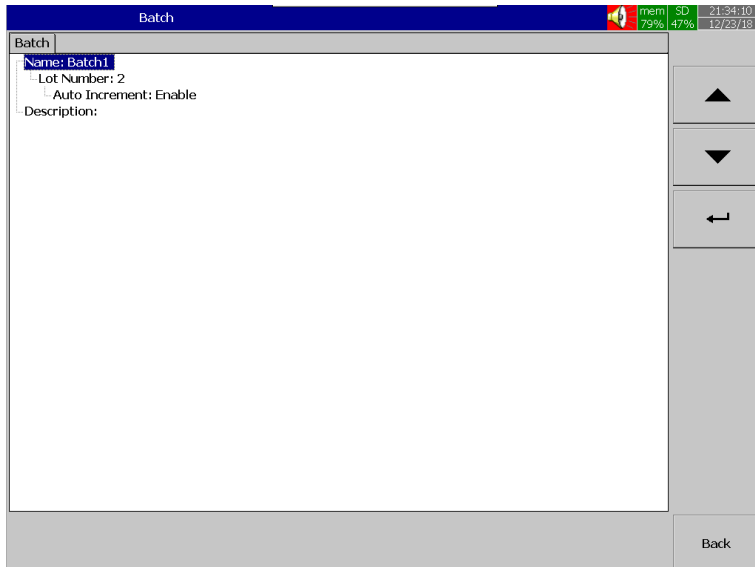 Batch
mem SD 21:34:10
79% 47% 12/23/18
Batch
Name: Batch1
Lot Number: 2
Auto Increment: Enable
Description:
Back